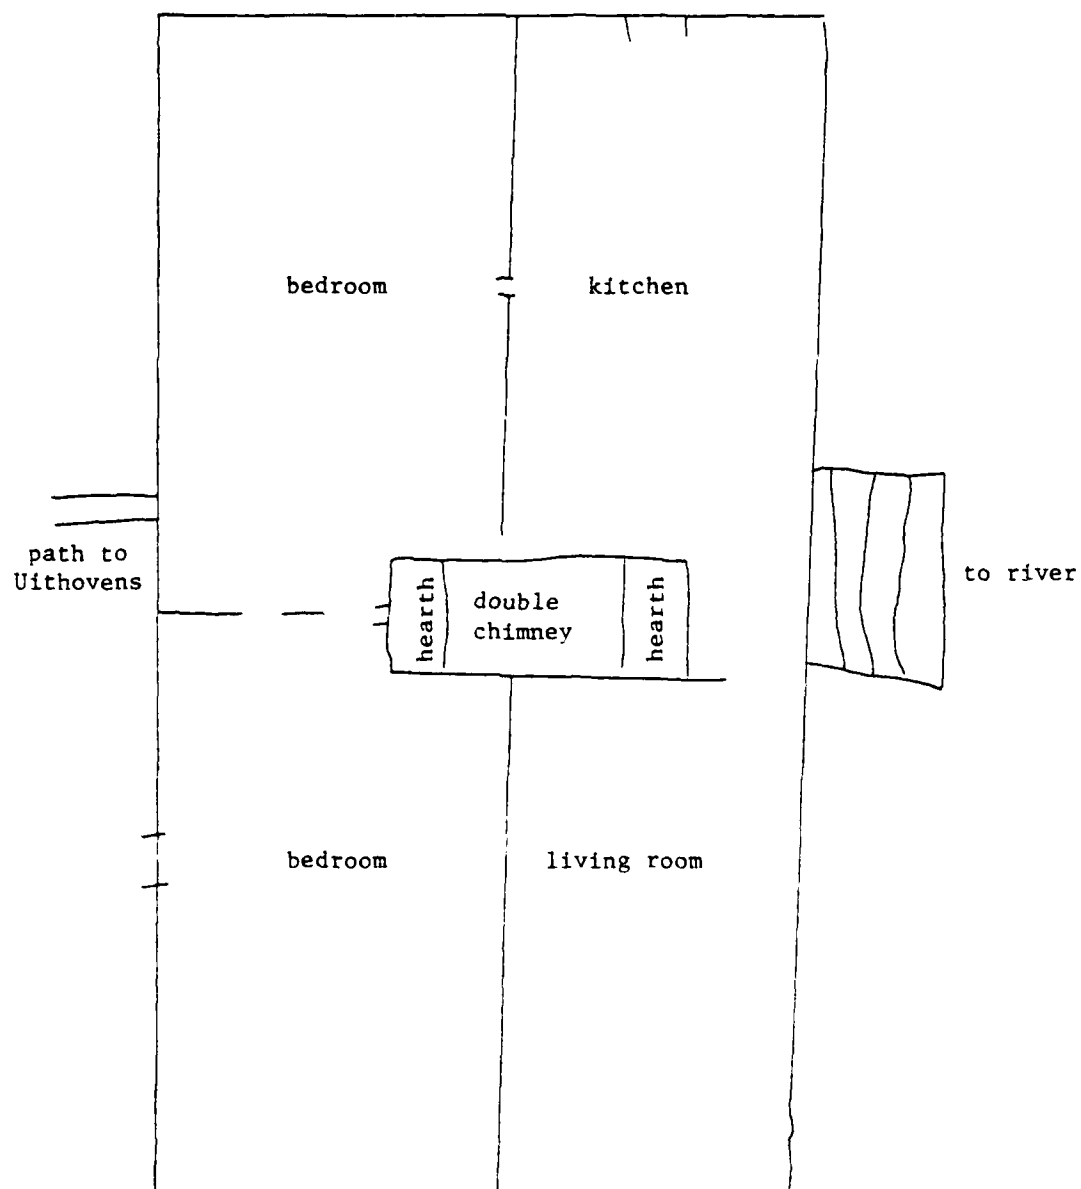 bedroom
kitchen
path to
Uithovens
hearth
double
chimney
hearth
to river
bedroom
living room